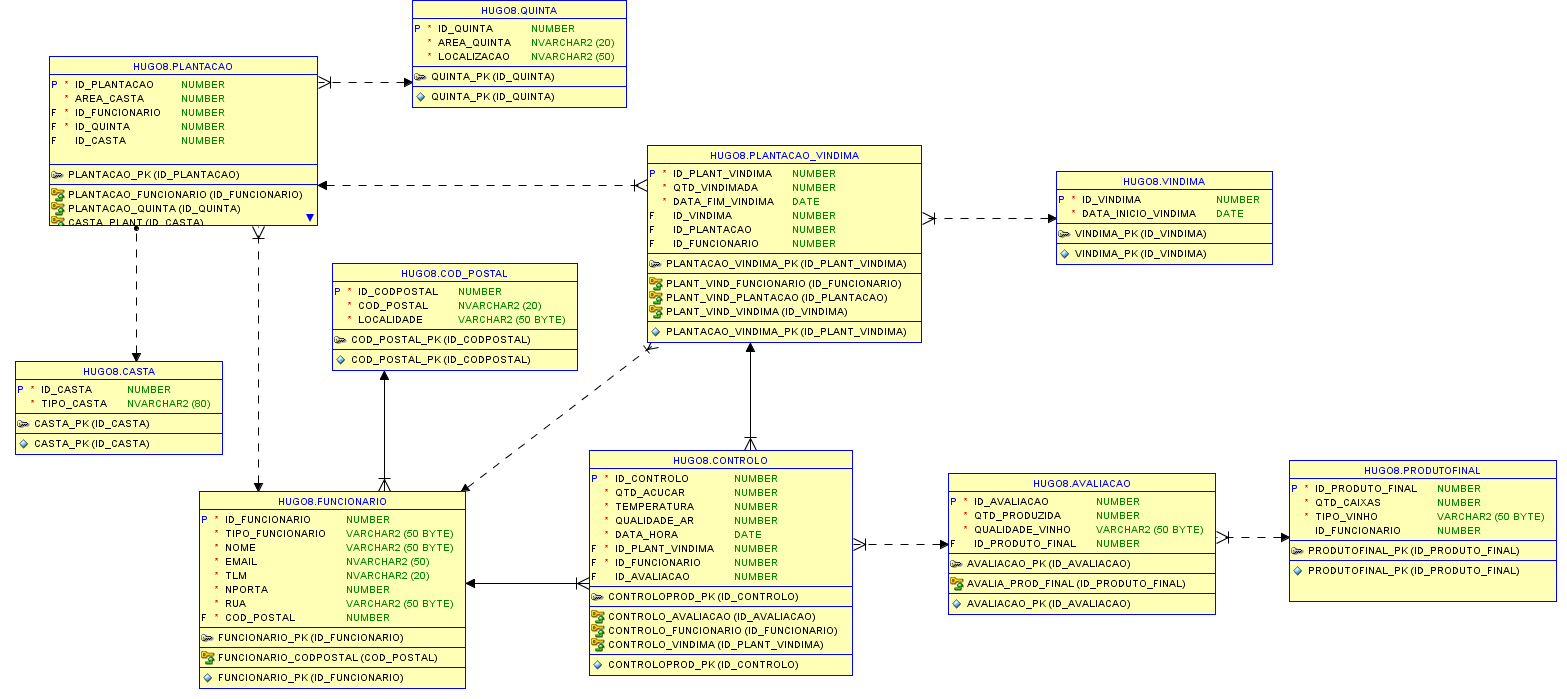 HUGO8.QUINTA
P * ID_QUINTA NUMBER
* AREA_QUINTA NVARCHAR2 (20)
* LOCALIZACAO NVARCHAR2 (50)
QUINTA_PK (ID_QUINTA)
QUINTA_PK (ID_QUINTA)
HUGO8.PLANTACAO
P * ID_PLANTACAO NUMBER
* AREA_CASTA NUMBER
F * ID_FUNCIONARIO NUMBER
F * ID_QUINTA NUMBER
F ID_CASTA NUMBER
PLANTACAO_PK (ID_PLANTACAO)
PLANTACAO_FUNCIONARIO (ID_FUNCIONARIO)
PLANTACAO_QUINTA (ID_QUINTA)
CASTA_PLANT (ID_CASTA)
HUGO8.PLANTACAO_VINDIMA
P * ID_PLANT_VINDIMA NUMBER
* QTD_VINDIMADA NUMBER
* DATA_FIM_VINDIMA DATE
F ID_VINDIMA NUMBER
F ID_PLANTACAO NUMBER
F ID_FUNCIONARIO NUMBER
PLANTACAO_VINDIMA_PK (ID_PLANT_VINDIMA)
PLANT_VIND_FUNCIONARIO (ID_FUNCIONARIO)
PLANT_VIND_PLANTACAO (ID_PLANTACAO)
PLANT_VIND_VINDIMA (ID_VINDIMA)
PLANTACAO_VINDIMA_PK (ID_PLANT_VINDIMA)
HUGO8.VINDIMA
P * ID_VINDIMA NUMBER
* DATA_INICIO_VINDIMA DATE
VINDIMA_PK (ID_VINDIMA)
VINDIMA_PK (ID_VINDIMA)
HUGO8.COD_POSTAL
P * ID_CODPOSTAL NUMBER
* COD_POSTAL NVARCHAR2 (20)
* LOCALIDADE VARCHAR2 (50 BYTE)
COD_POSTAL_PK (ID_CODPOSTAL)
COD_POSTAL_PK (ID_CODPOSTAL)
HUGO8.CASTA
P * ID_CASTA NUMBER
* TIPO_CASTA NVARCHAR2 (80)
CASTA_PK (ID_CASTA)
CASTA_PK (ID_CASTA)
HUGO8.FUNCIONARIO
P * ID_FUNCIONARIO NUMBER
* TIPO_FUNCIONARIO VARCHAR2 (50 BYTE)
* NOME VARCHAR2 (50 BYTE)
* EMAIL NVARCHAR2 (50)
* TLM NVARCHAR2 (20)
* NPORTA NUMBER
* RUA VARCHAR2 (50 BYTE)
F * COD_POSTAL NUMBER
FUNCIONARIO_PK (ID_FUNCIONARIO)
FUNCIONARIO_CODPOSTAL (COD_POSTAL)
FUNCIONARIO_PK (ID_FUNCIONARIO)
HUGO8.CONTROLO
P * ID_CONTROLO NUMBER
* QTD_ACUCAR NUMBER
* TEMPERATURA NUMBER
* QUALIDADE_AR NUMBER
* DATA_HORA DATE
F * ID_PLANT_VINDIMA NUMBER
F * ID_FUNCIONARIO NUMBER
F ID_AVALIACAO NUMBER
CONTROLOPROD_PK (ID_CONTROLO)
CONTROLO_AVALIACAO (ID_AVALIACAO)
CONTROLO_FUNCIONARIO (ID_FUNCIONARIO)
CONTROLO_VINDIMA (ID_PLANT_VINDIMA)
CONTROLOPROD_PK (ID_CONTROLO)
HUGO8.AVALIACAO
P * ID_AVALIACAO NUMBER
* QTD_PRODUZIDA NUMBER
* QUALIDADE_VINHO VARCHAR2 (50 BYTE)
F ID_PRODUTO_FINAL NUMBER
AVALIACAO_PK (ID_AVALIACAO)
AVALIA_PROD_FINAL (ID_PRODUTO_FINAL)
AVALIACAO_PK (ID_AVALIACAO)
HUGO8.PRODUTOFINAL
P * ID_PRODUTO_FINAL NUMBER
* QTD_CAIXAS NUMBER
* TIPO_VINHO VARCHAR2 (50 BYTE)
ID_FUNCIONARIO NUMBER
PRODUTOFINAL_PK (ID_PRODUTO_FINAL)
PRODUTOFINAL_PK (ID_PRODUTO_FINAL)